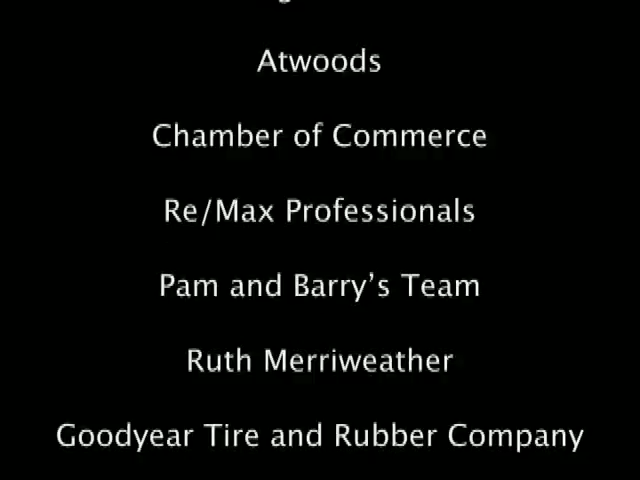 Atwoods
Chamber of Commerce
Re/Max Professionals
Pam and Barry’s Team
Ruth Merriweather
Goodyear Tire and Rubber Company